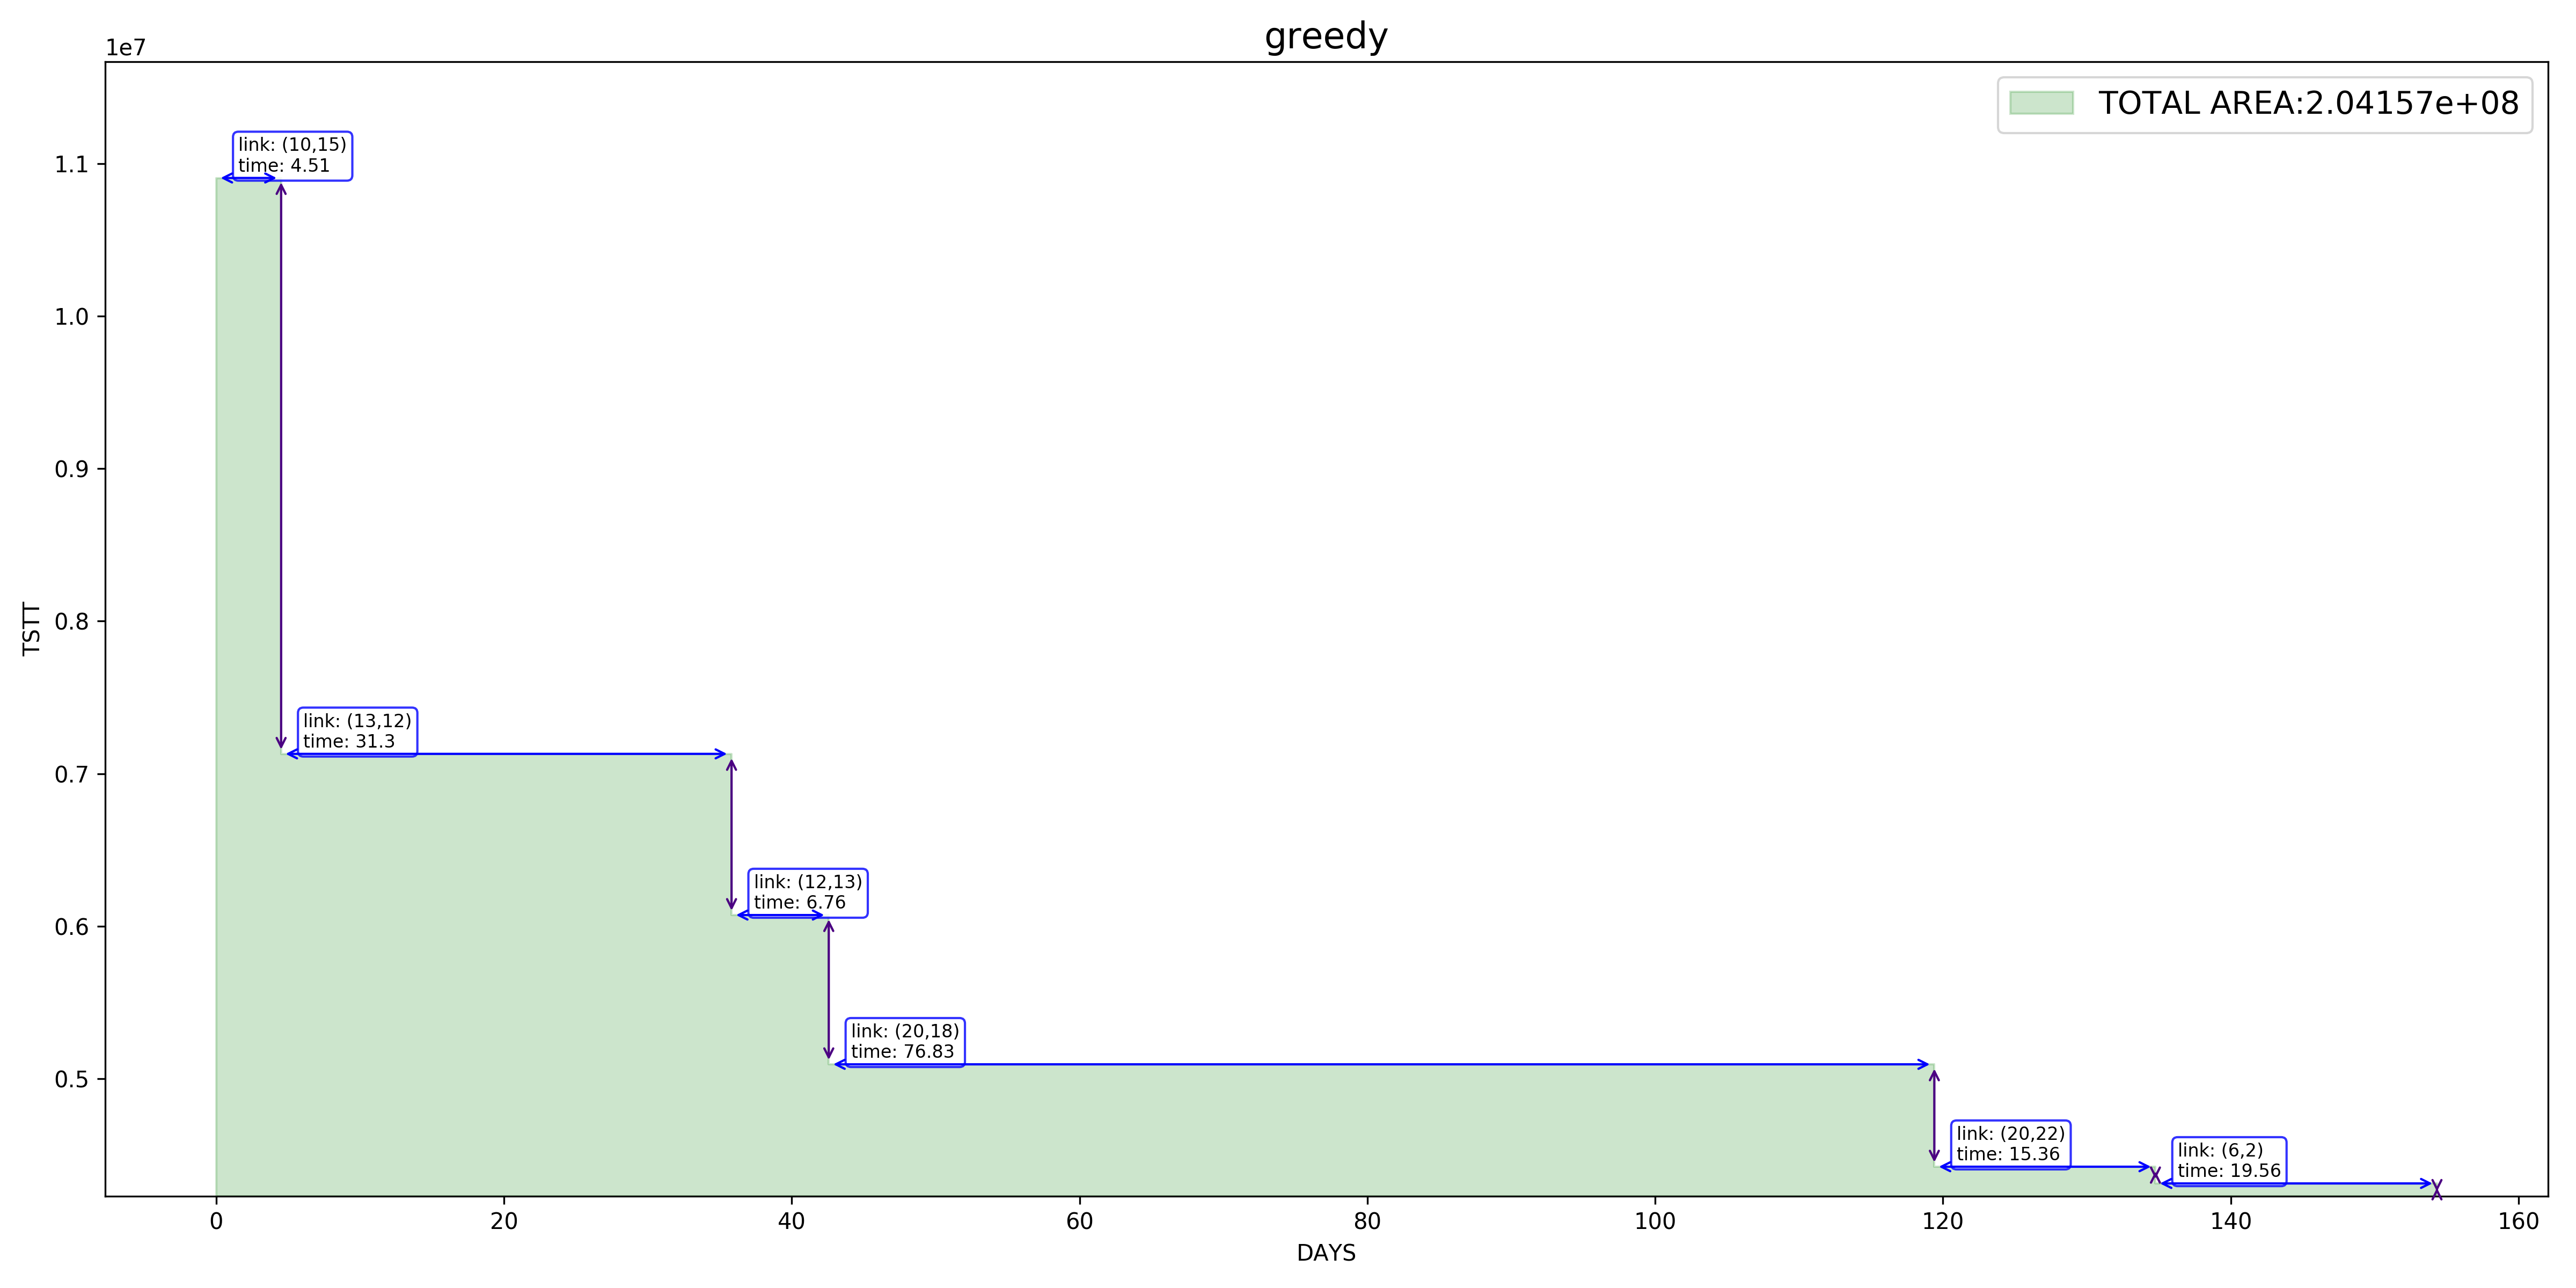 greedy
1e7
TOTAL AREA:2.04157e+08
1.1
1.0
0.9
0.8
0.7
0.6
0.5
TSTT
link: (10,15)
time: 4.51
link: (13,12)
time: 31.3
link: (12,13)
time: 6.76
link: (20,18)
time: 76.83
link: (20,22)
time: 15.36
link: (6,2)
time: 19.56
0 20 40 60 80 100 120 140 160
DAYS